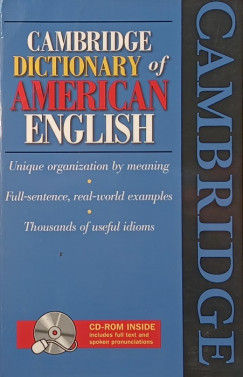 CAMBRIDGE
DICTIONARY of
AMERICAN
ENGLISH
Unique organization by meaning
•
Full-sentence, real-world examples
•
Thousands of useful idioms
CD-ROM INSIDE
Includes full text and
spoken pronunciations
CAMBRIDGE